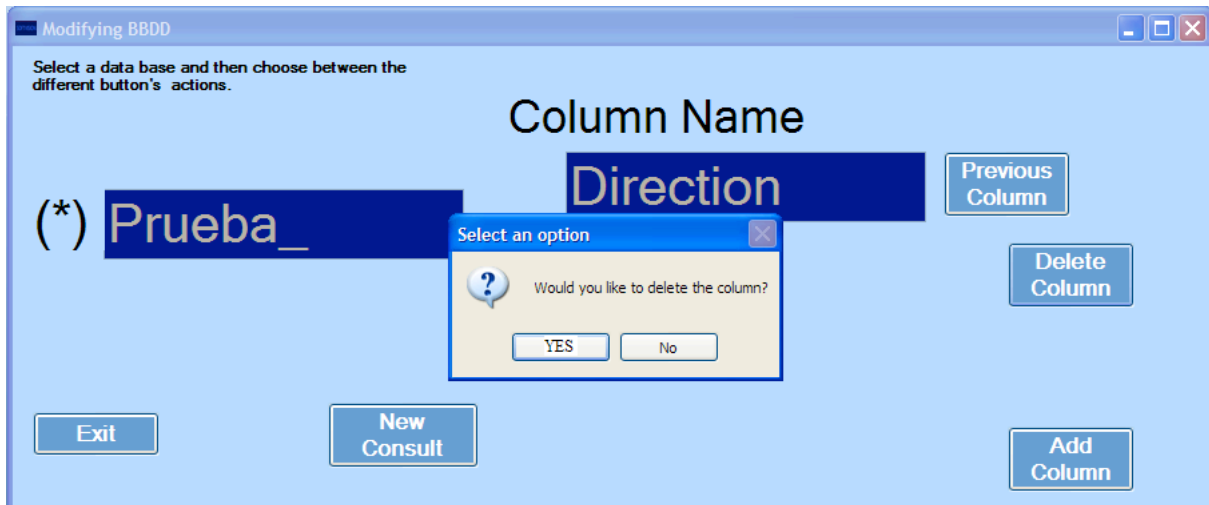 Modifying BBDD
Select a data base and then choose between the
different button's actions.
Column Name
Direction
Previous
Column
(*) Prueba_
Select an option
Would you like to delete the column?
YES
No
Delete
Column
Exit
New
Consult
Add
Column